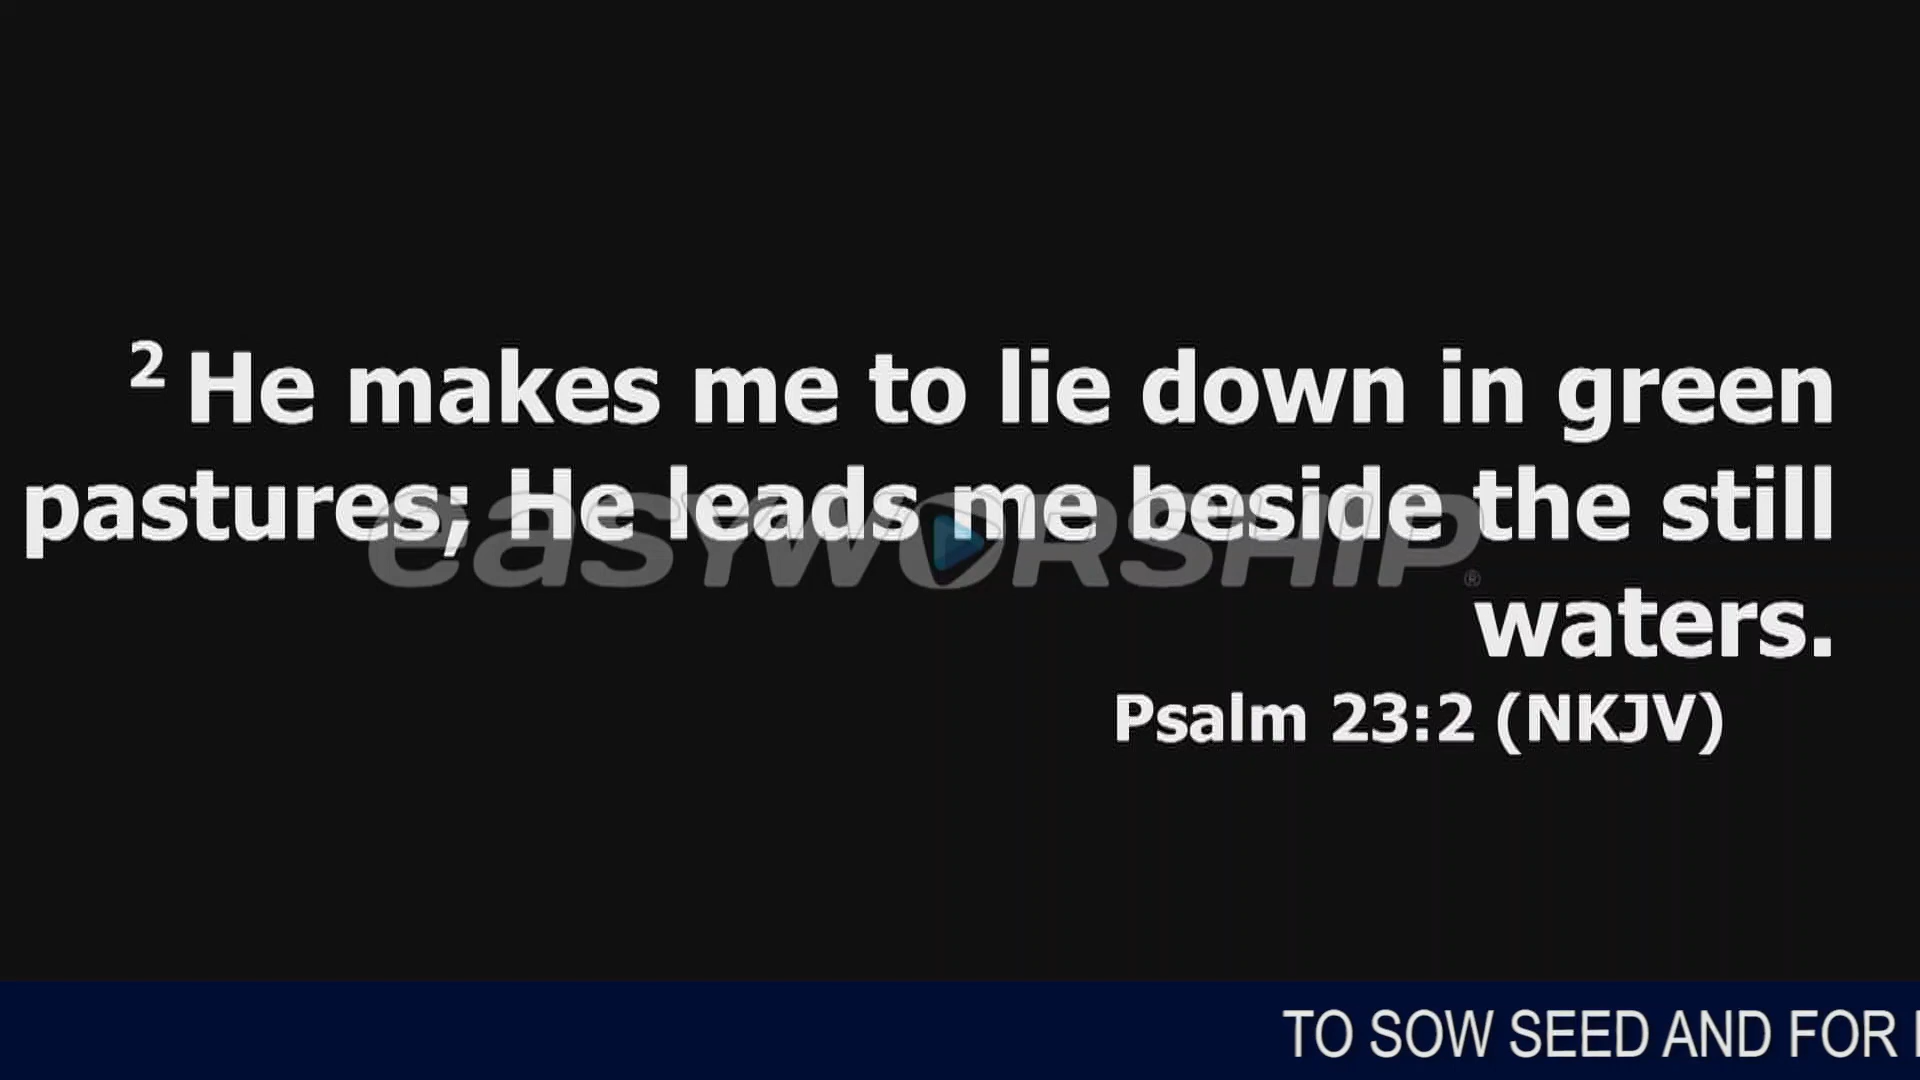 2 He makes me to lie down in green
pastures; He leads me beside the still
easyworship®
waters.
Psalm 23:2 (NKJV)
TO SOW SEED AND FOR